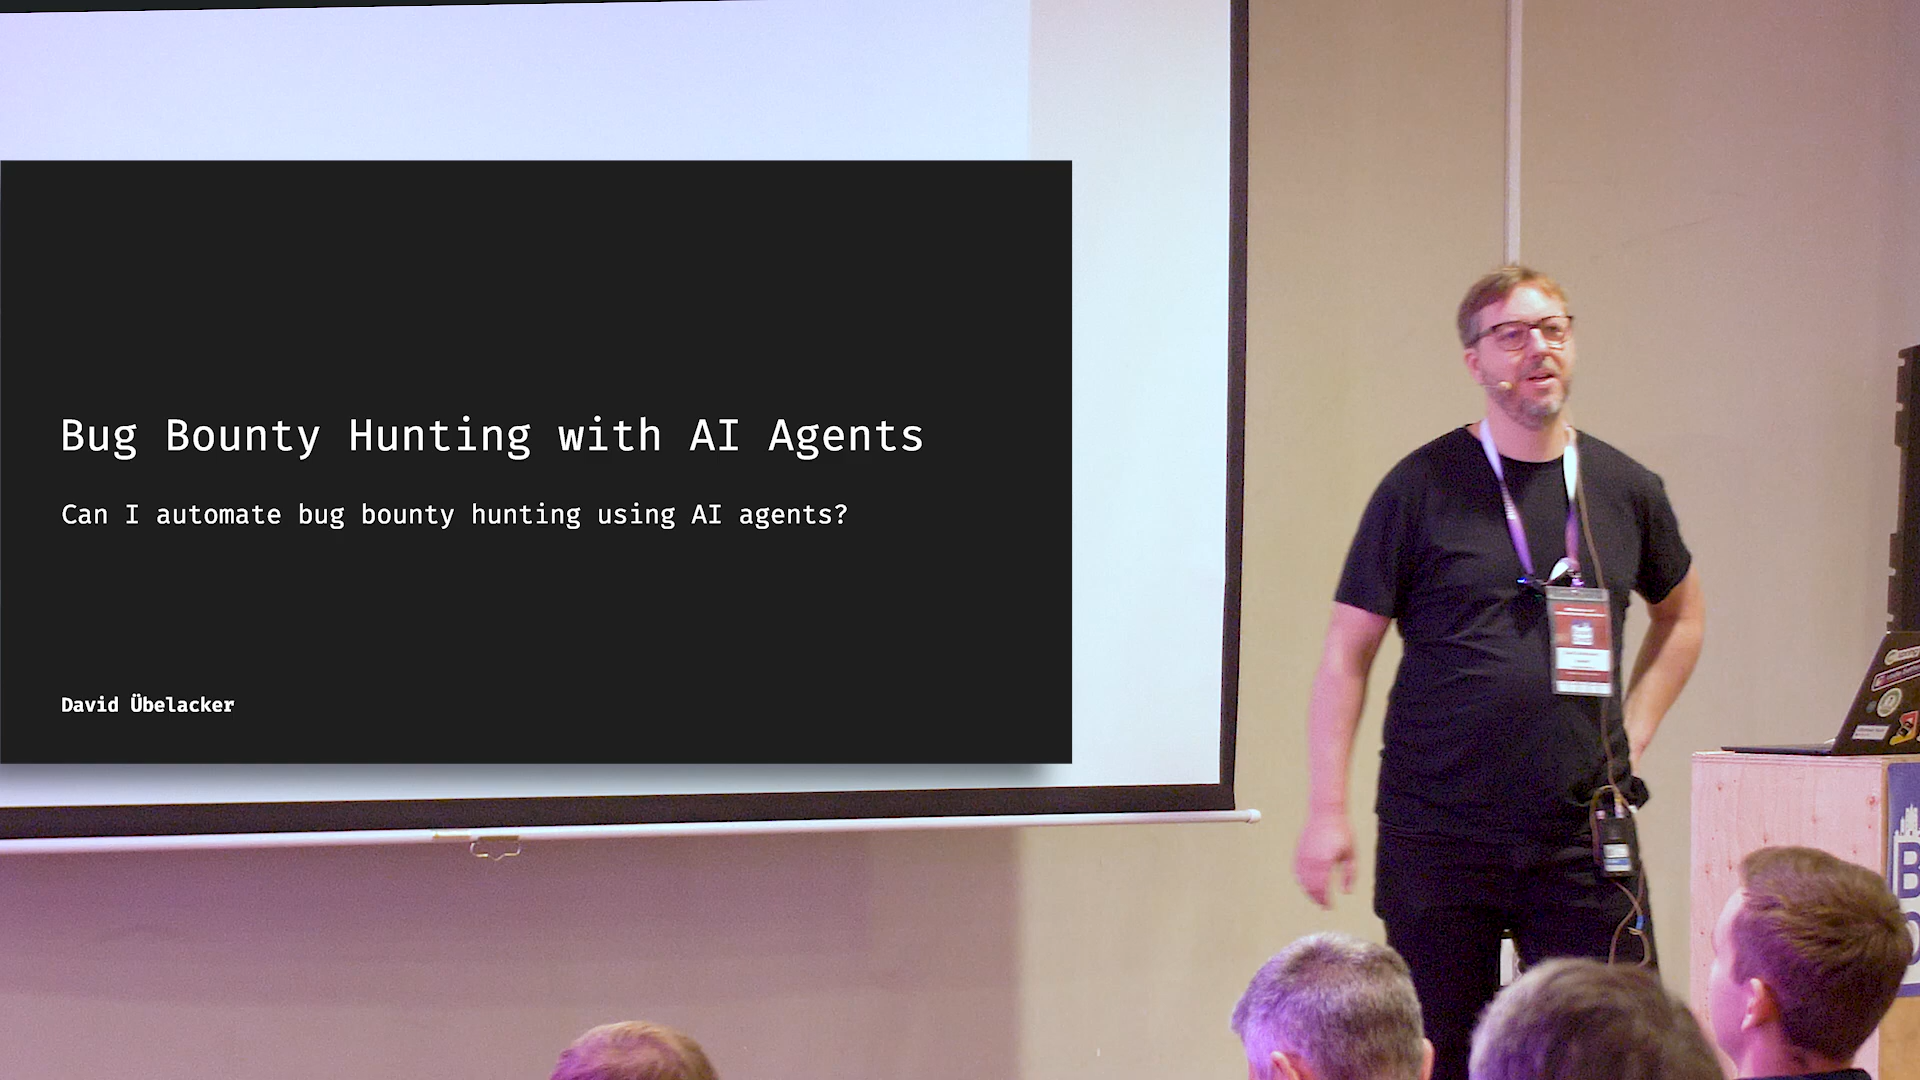 Bug Bounty Hunting with AI Agents
Can I automate bug bounty hunting using AI agents?
David Übelacker